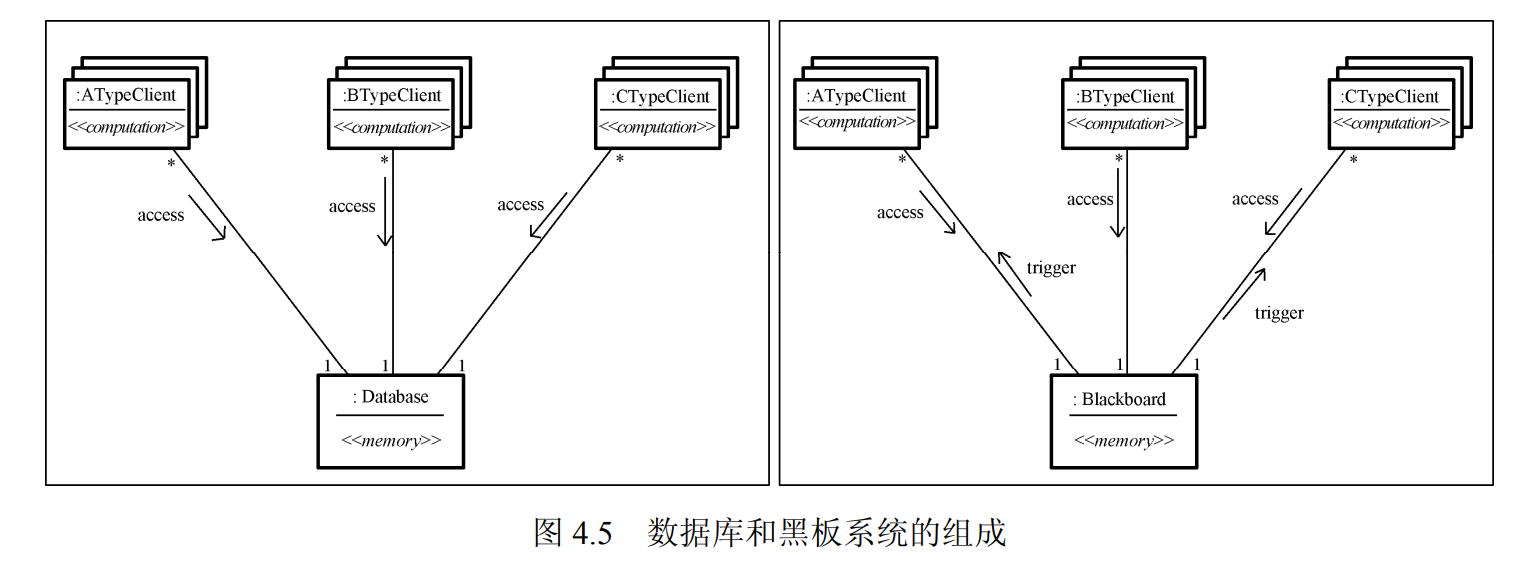 :ATypeClient
<<computation>>
:BTypeClient
<<computation>>
:CTypeClient
<<computation>>
*
*
*
access
access
access
1
1
1
: Database
<<memory>>
:ATypeClient
<<computation>>
:BTypeClient
<<computation>>
:CTypeClient
<<computation>>
*
*
*
access
access
access
trigger
trigger
1
1
1
: Blackboard
<<memory>>
图 4.5 数据库和黑板系统的组成